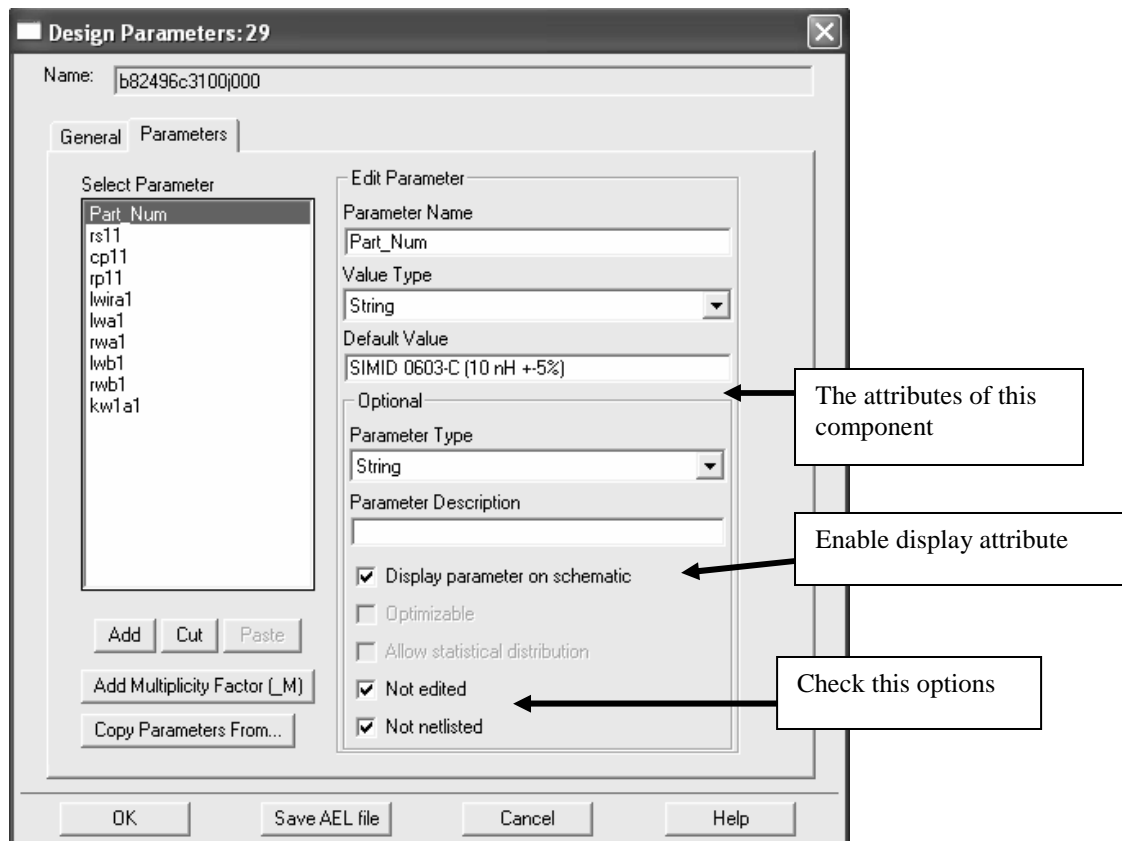 Design Parameters:29
Name: b82496c3100j000
General Parameters
Select Parameter
Part_Num
rs11
cp11
rp11
lwira1
lwa1
rwa1
lwb1
rwb1
kw1a1
Add Cut Paste
Add Multiplicity Factor (_M)
Copy Parameters From...
Edit Parameter
Parameter Name
Part_Num
Value Type
String
Default Value
SIMID 0603-C (10 nH +-5%)
Optional
Parameter Type
String
Parameter Description
Display parameter on schematic
Optimizable
Allow statistical distribution
Not edited
Not netlisted
OK Save AEL file Cancel Help
The attributes of this
component
Enable display attribute
Check this options